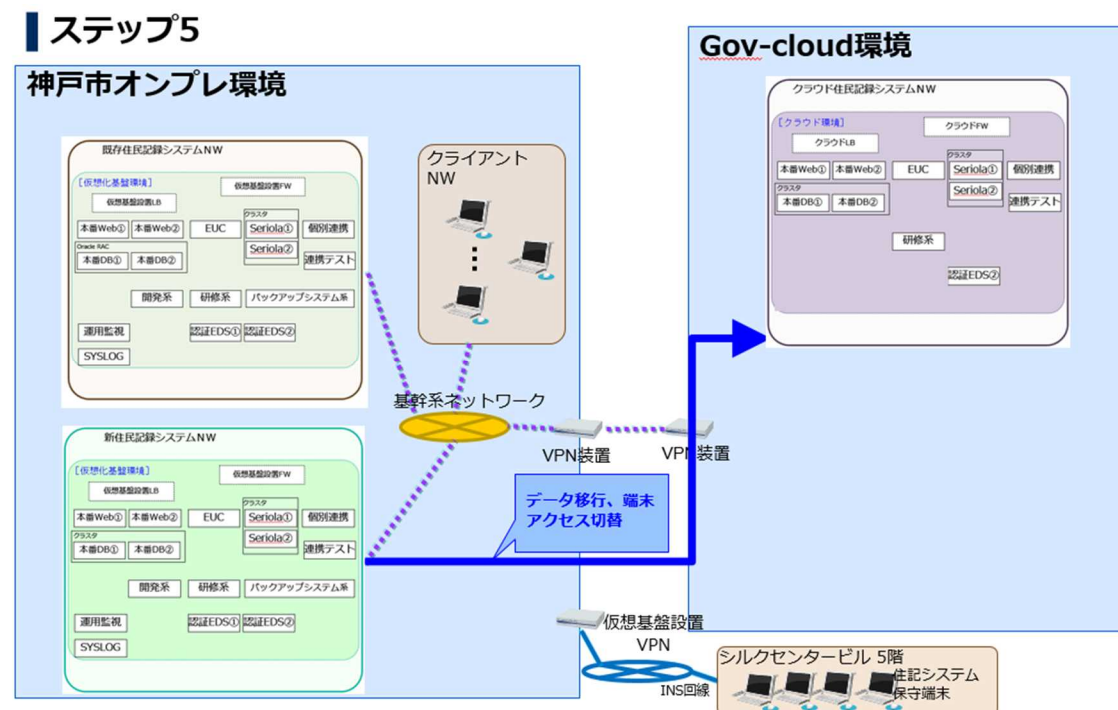 ステップ5
神戸市オンプレ環境
既存住民記録システムNW
[仮想化基盤環境]
仮想基盤設置FW
仮想基盤設置LB
クラスタ
本番Web① 本番Web② EUC Seriola① 個別連携
Oracle RAC
Seriola②
本番DB① 本番DB② 連携テスト
開発系 研修系 バックアップシステム系
運用監視 認証EDS① 認証EDS②
SYSLOG
クライアント
NW
基幹系ネットワーク
VPN装置
VPN装置
新住民記録システムNW
[仮想化基盤環境]
仮想基盤設置FW
仮想基盤設置LB
クラスタ
本番Web① 本番Web② EUC Seriola① 個別連携
クラスタ
Seriola②
本番DB① 本番DB② 連携テスト
開発系 研修系 バックアップシステム系
運用監視 認証EDS① 認証EDS②
SYSLOG
データ移行、端末
アクセス切替
Gov-cloud環境
クラウド住民記録システムNW
[クラウド環境]
クラウドFW
クラウドLB
クラスタ
本番Web① 本番Web② EUC Seriola① 個別連携
クラスタ
Seriola②
本番DB① 本番DB② 連携テスト
研修系
認証EDS②
仮想基盤設置
VPN
INS回線
シルクセンタービル 5階
住記システム
保守端末